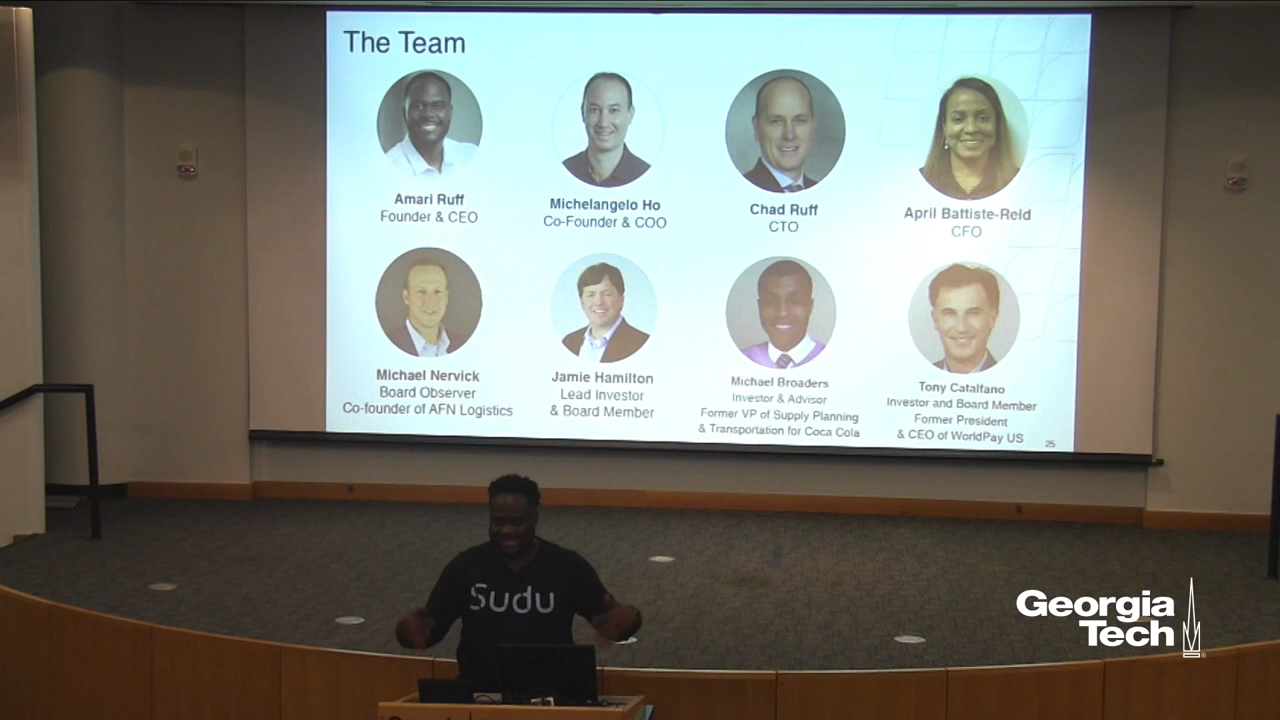 The Team
Amari Ruff
Founder & CEO
Michelangelo Ho
Co-Founder & COO
Chad Ruff
CTO
April Battiste-Reid
CFO
Michael Nervick
Board Observer
Co-founder of AFN Logistics
Jamie Hamilton
Lead Investor
& Board Member
Michael Broaders
Investor & Advisor
Former VP of Supply Planning
& Transportation for Coca Cola
Tony Catalfano
Investor and Board Member
Former President
& CEO of WorldPay US
25
Sudu
Georgia
Tech